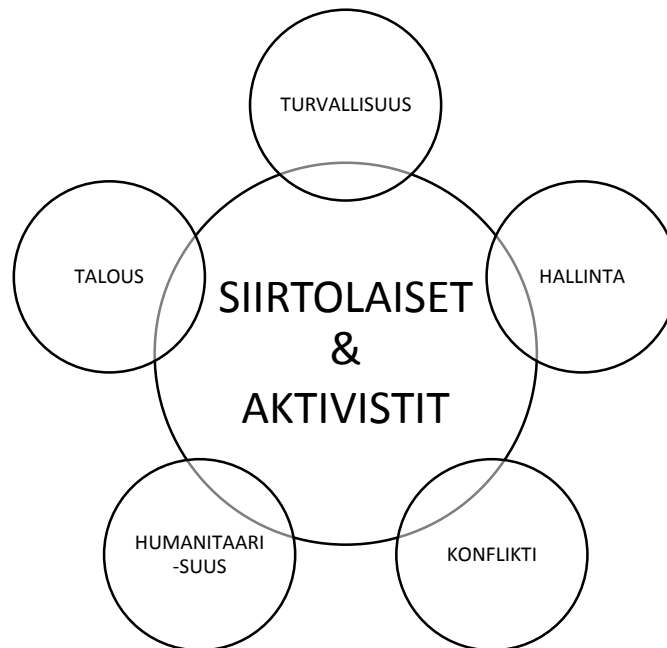 TURVALLISUUS
TALOUS
HALLINTA
SIIRTOLAISET
&
AKTIVISTIT
HUMANITAARI
-SUUS
KONFLIKTI